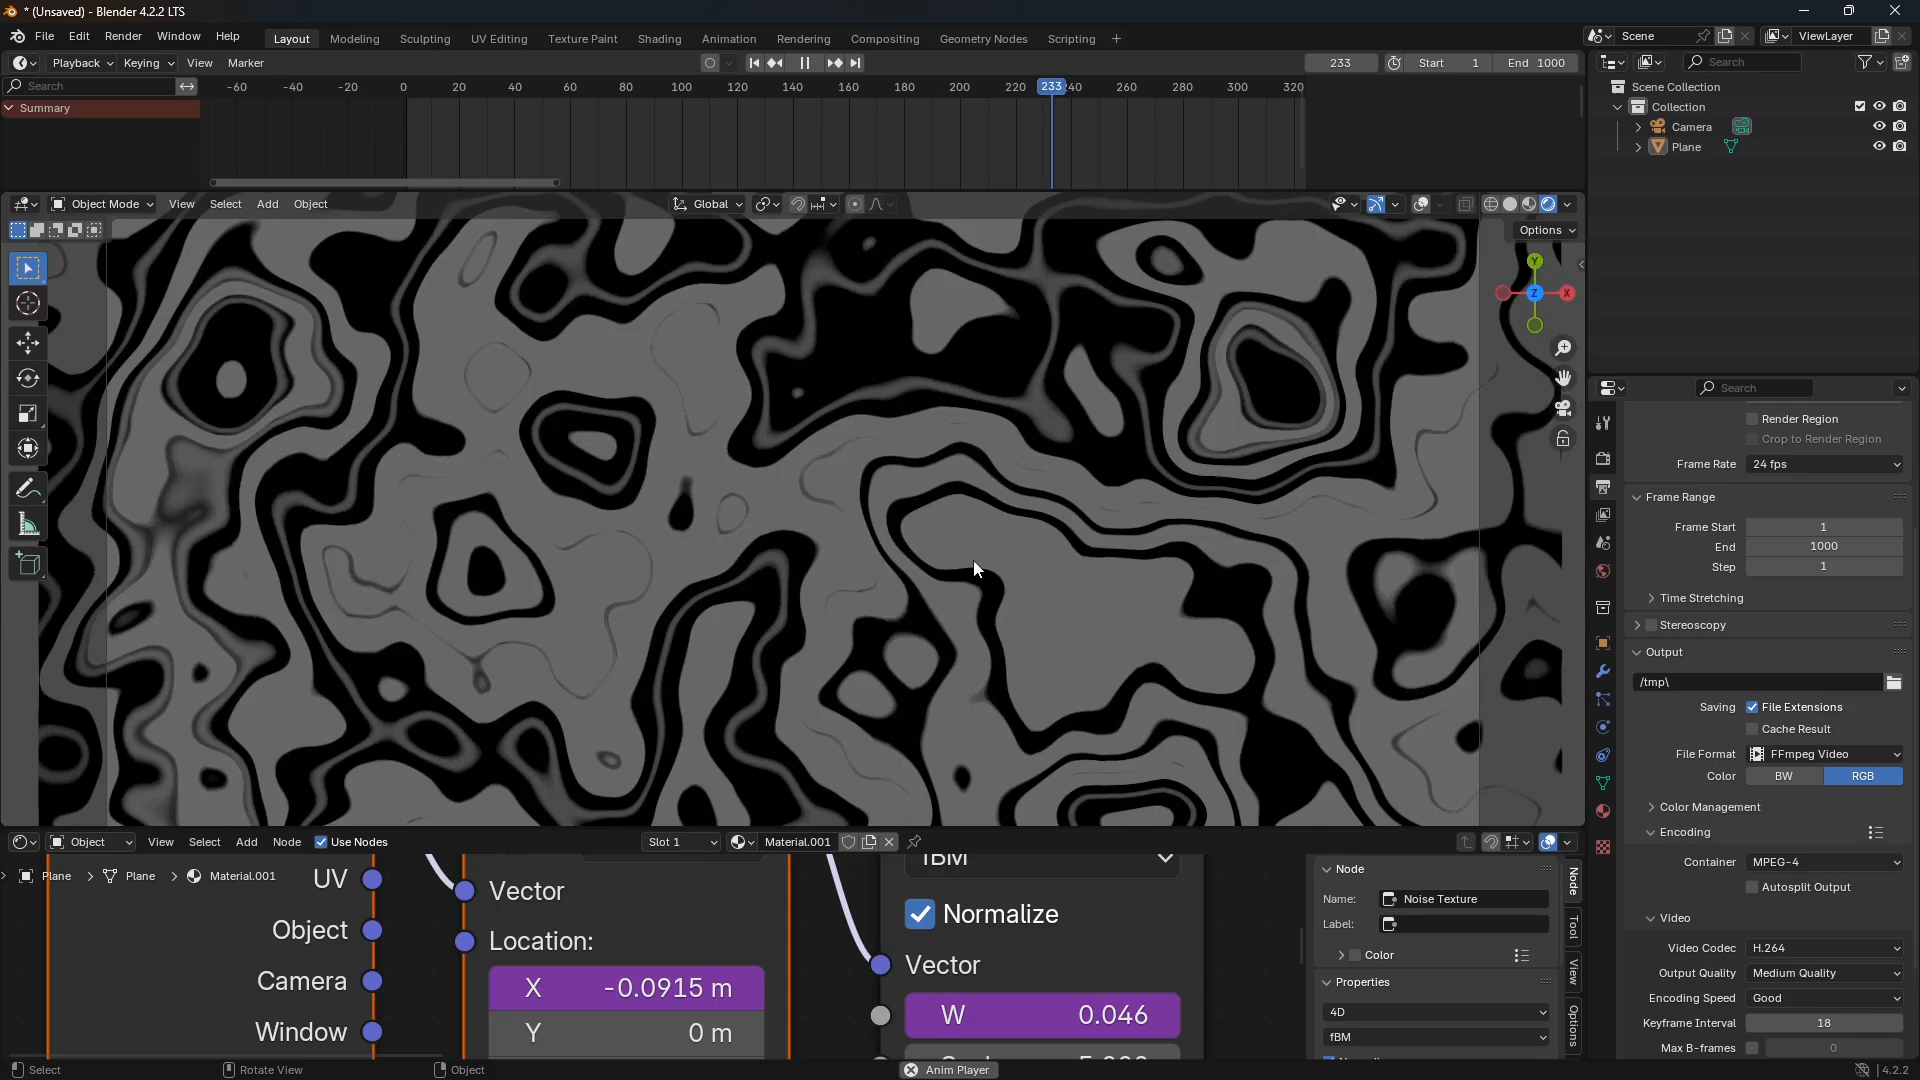 * (Unsaved) - Blender 4.2.2 LTS
File Edit Render Window Help Layout Modeling Sculpting UV Editing Texture Paint Shading Animation Rendering Compositing Geometry Nodes Scripting + Scene ViewLayer
Playback Keying View Marker 233 Start 1 End 1000 Search
Search -60 -40 -20 0 20 40 60 80 100 120 140 160 180 200 220 233 240 260 280 300 320
Summary
Scene Collection
Collection
Camera
Plane
Object Mode View Select Add Object Global
Options
Y
X
Z
Search
Render Region
Crop to Render Region
Frame Rate 24 fps
Frame Range
Frame Start 1
End 1000
Step 1
Time Stretching
Stereoscopy
Output
/tmp\
Saving File Extensions
Cache Result
File Format FFmpeg Video
Color BW RGB
Color Management
Encoding
Container MPEG-4
Autosplit Output
Video
Video Codec H.264
Output Quality Medium Quality
Encoding Speed Good
Keyframe Interval 18
Max B-frames 0
Object View Select Add Node Use Nodes Slot 1 Material.001
Plane Plane Material.001
UV
Object
Camera
Window
Vector
Location:
X -0.0915 m
Y 0 m
fBM
Normalize
Vector
W 0.046
Node
Name: Noise Texture
Label:
Color
Properties
4D
fBM
Node
Tool
View
Options
Select Rotate View Object Anim Player 4.2.2